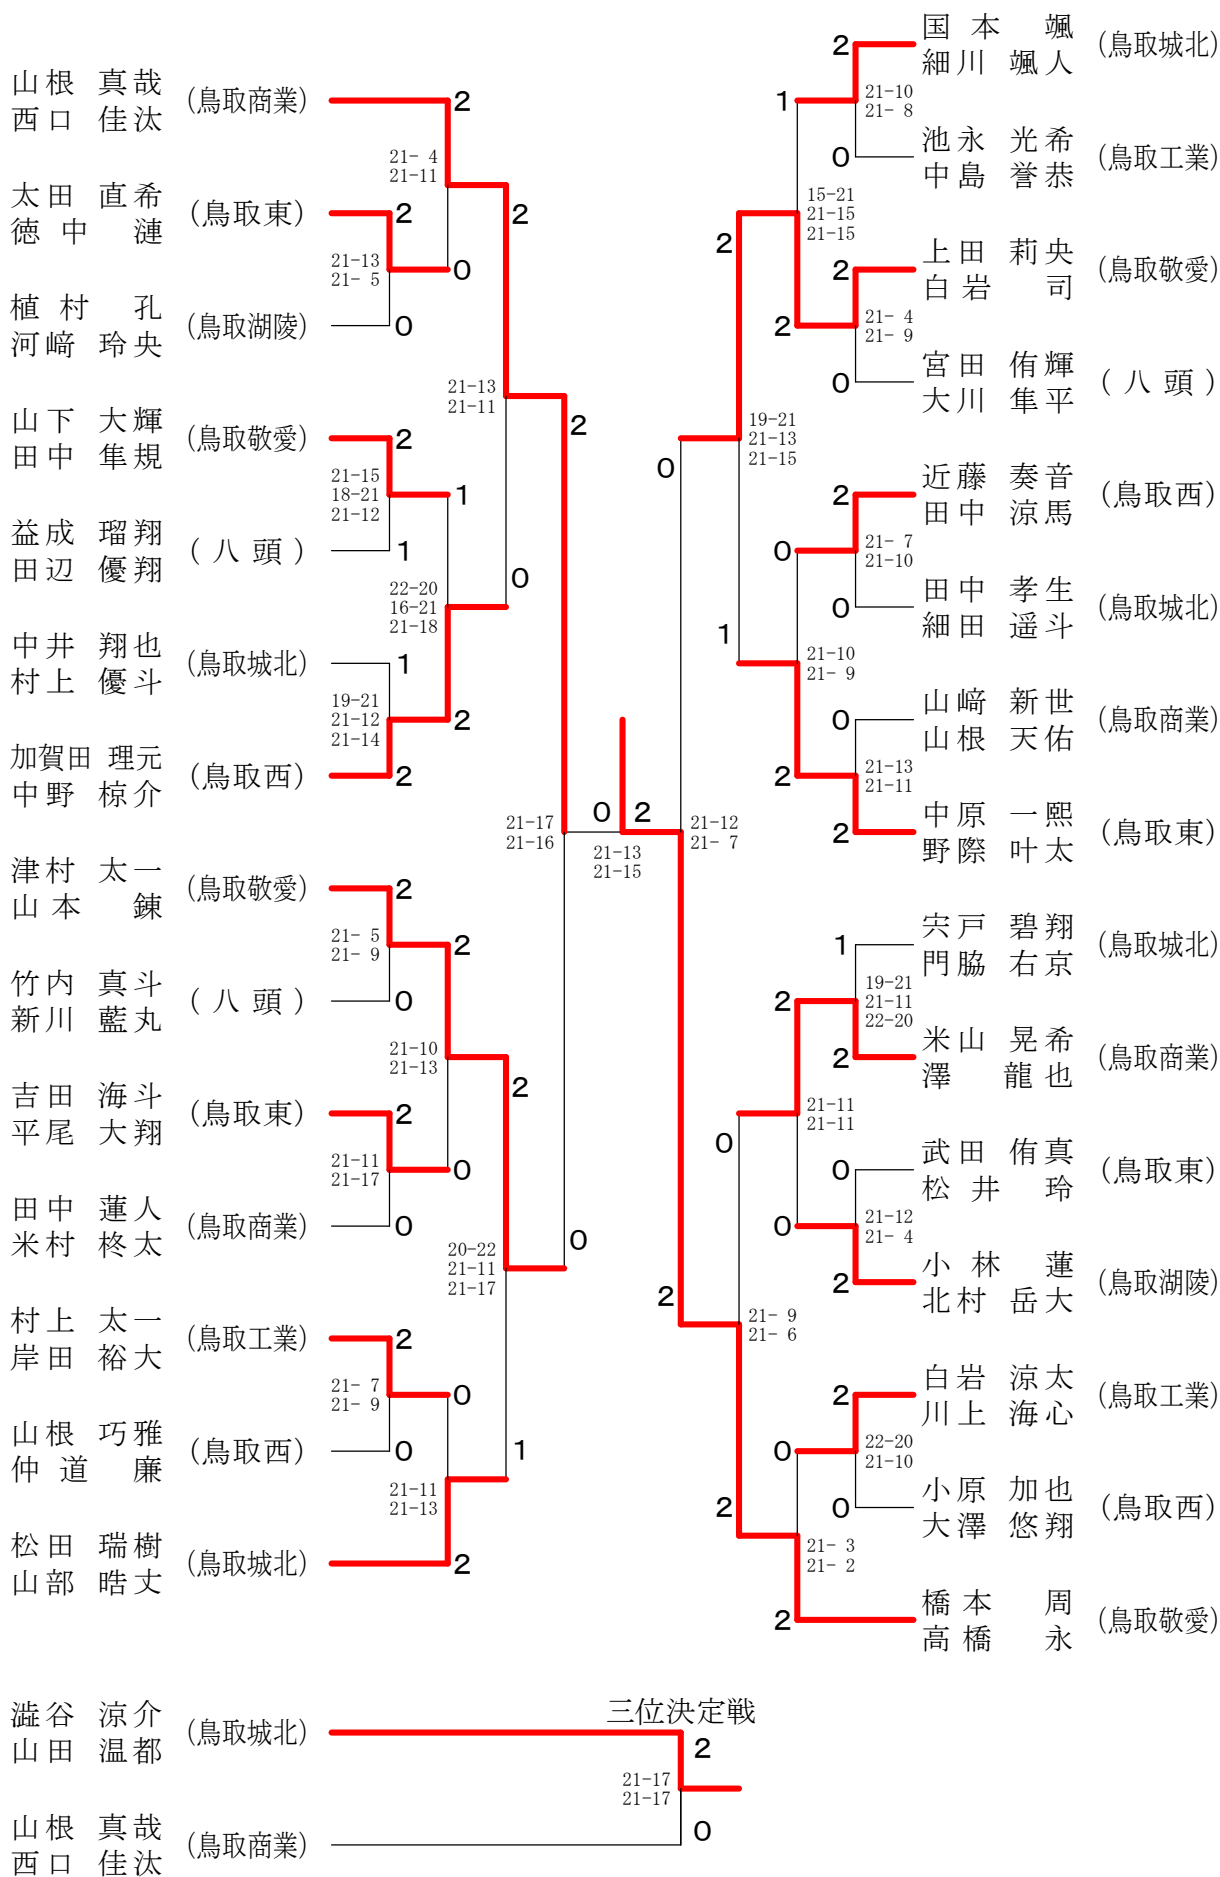 山根 真哉
西口 佳汰
(鳥取商業)
2
21- 4
21-11
太田 直希
徳中 漣
(鳥取東)
2
21-13
21- 5
0
植村 孔
河﨑 玲央
(鳥取湖陵)
0
2
21-13
21-11
山下 大輝
田中 隼規
(鳥取敬愛)
2
21-15
18-21
21-12
1
益成 瑠翔
田辺 優翔
(八頭)
1
22-20
16-21
21-18
0
中井 翔也
村上 優斗
(鳥取城北)
1
19-21
21-12
21-14
2
加賀田 理元
中野 椋介
(鳥取西)
2
2
21-17
21-16
津村 太一
山本 錬
(鳥取敬愛)
2
21- 5
21- 9
2
竹内 真斗
新川 藍丸
(八頭)
0
21-10
21-13
2
吉田 海斗
平尾 大翔
(鳥取東)
2
21-11
21-17
0
田中 蓮人
米村 柊太
(鳥取商業)
0
20-22
21-11
21-17
0
村上 太一
岸田 裕大
(鳥取工業)
2
21- 7
21- 9
0
山根 巧雅
仲道 廉
(鳥取西)
0
21-11
21-13
1
松田 瑞樹
山部 晧丈
(鳥取城北)
2
0
2
21-13
21-15
国本 颯
細川 颯人
(鳥取城北)
2
21-10
21- 8
1
池永 光希
中島 誉恭
(鳥取工業)
0
15-21
21-15
21-15
2
上田 莉央
白岩 司
(鳥取敬愛)
2
21- 4
21- 9
2
宮田 侑輝
大川 隼平
(八頭)
0
19-21
21-13
21-15
0
近藤 奏音
田中 涼馬
(鳥取西)
2
21- 7
21-10
0
田中 孝生
細田 遥斗
(鳥取城北)
0
1
21-10
21- 9
山﨑 新世
山根 天佑
(鳥取商業)
0
21-13
21-11
2
中原 一熙
野際 叶太
(鳥取東)
2
21-12
21- 7
宍戸 碧翔
門脇 右京
(鳥取城北)
1
19-21
21-11
22-20
2
米山 晃希
澤 龍也
(鳥取商業)
2
21-11
21-11
0
武田 侑真
松井 玲
(鳥取東)
0
21-12
21- 4
0
小林 蓮
北村 岳大
(鳥取湖陵)
2
2
21- 9
21- 6
白岩 涼太
川上 海心
(鳥取工業)
2
22-20
21-10
0
小原 加也
大澤 悠翔
(鳥取西)
0
2
21- 3
21- 2
橋本 周
高橋 永
(鳥取敬愛)
2
三位決定戦
澁谷 涼介
山田 温都
(鳥取城北)
2
21-17
21-17
山根 真哉
西口 佳汰
(鳥取商業)
0